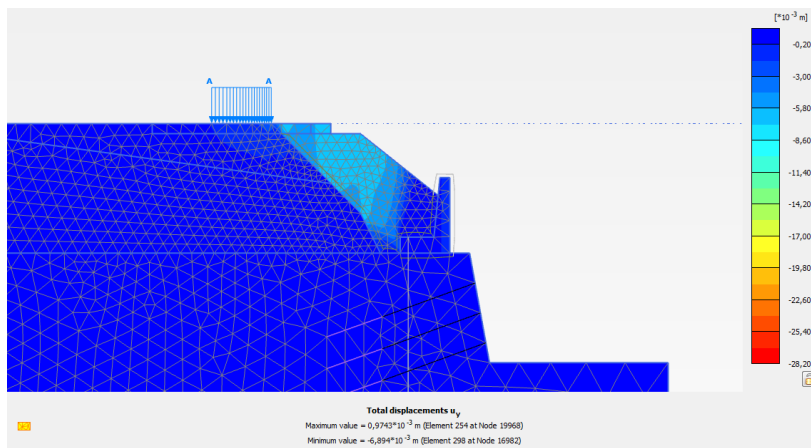 [*10⁻³ m]
A A
-0,20
-3,00
-5,80
-8,60
-11,40
-14,20
-17,00
-19,80
-22,60
-25,40
-28,20
Total displacements uy
Maximum value = 0,9743*10⁻³ m (Element 254 at Node 19968)
Minimum value = -6,894*10⁻³ m (Element 298 at Node 16982)